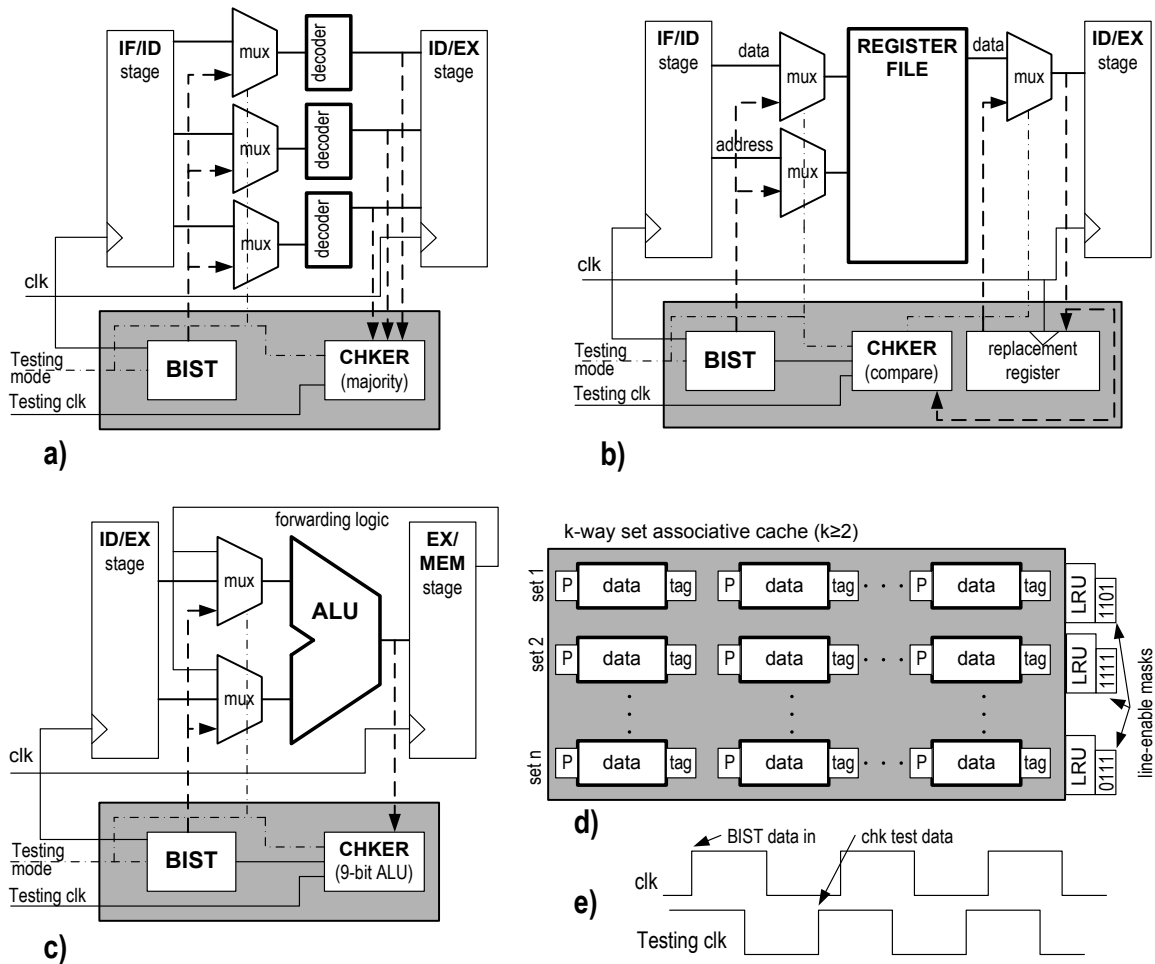 IF/ID
stage
mux
decoder
ID/EX
stage
mux
decoder
mux
decoder
clk
Testing
mode
BIST
CHKER
(majority)
Testing clk
a)
IF/ID
stage
data
mux
REGISTER
FILE
data
mux
ID/EX
stage
address
mux
clk
Testing
mode
BIST
CHKER
(compare)
replacement
register
Testing clk
b)
forwarding logic
ID/EX
stage
mux
ALU
EX/
MEM
stage
mux
clk
Testing
mode
BIST
CHKER
(9-bit ALU)
Testing clk
c)
k-way set associative cache (k≥2)
set 1
P data tag P data tag · · · P data tag
LRU
1101
set 2
P data tag P data tag · · · P data tag
LRU
1111
set n
P data tag P data tag · · · P data tag
LRU
0111
line-enable masks
d)
BIST data in
chk test data
clk
e)
Testing clk